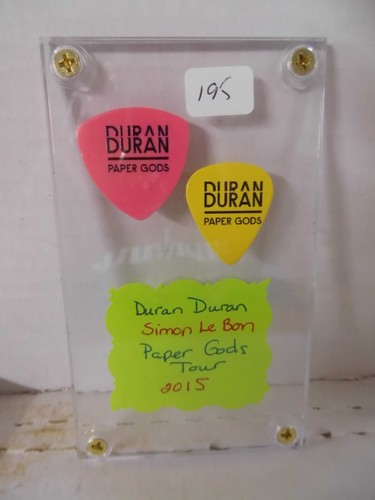 195
DURAN
DURAN
PAPER GODS
DURAN
DURAN
PAPER GODS
Duran Duran
Simon Le Bon
Paper Gods
Tour
2015